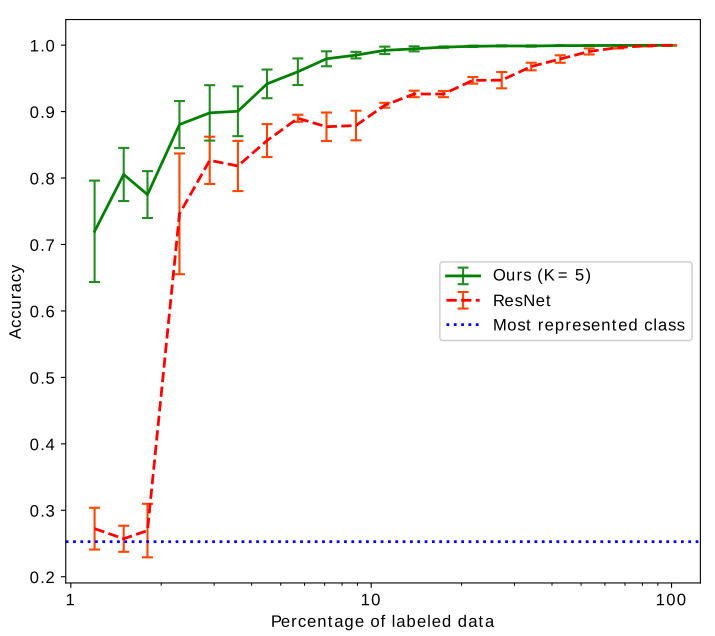 1.0
0.9
0.8
0.7
0.6
0.5
0.4
0.3
0.2
Accuracy
Ours (K = 5)
ResNet
Most represented class
1
10
100
Percentage of labeled data